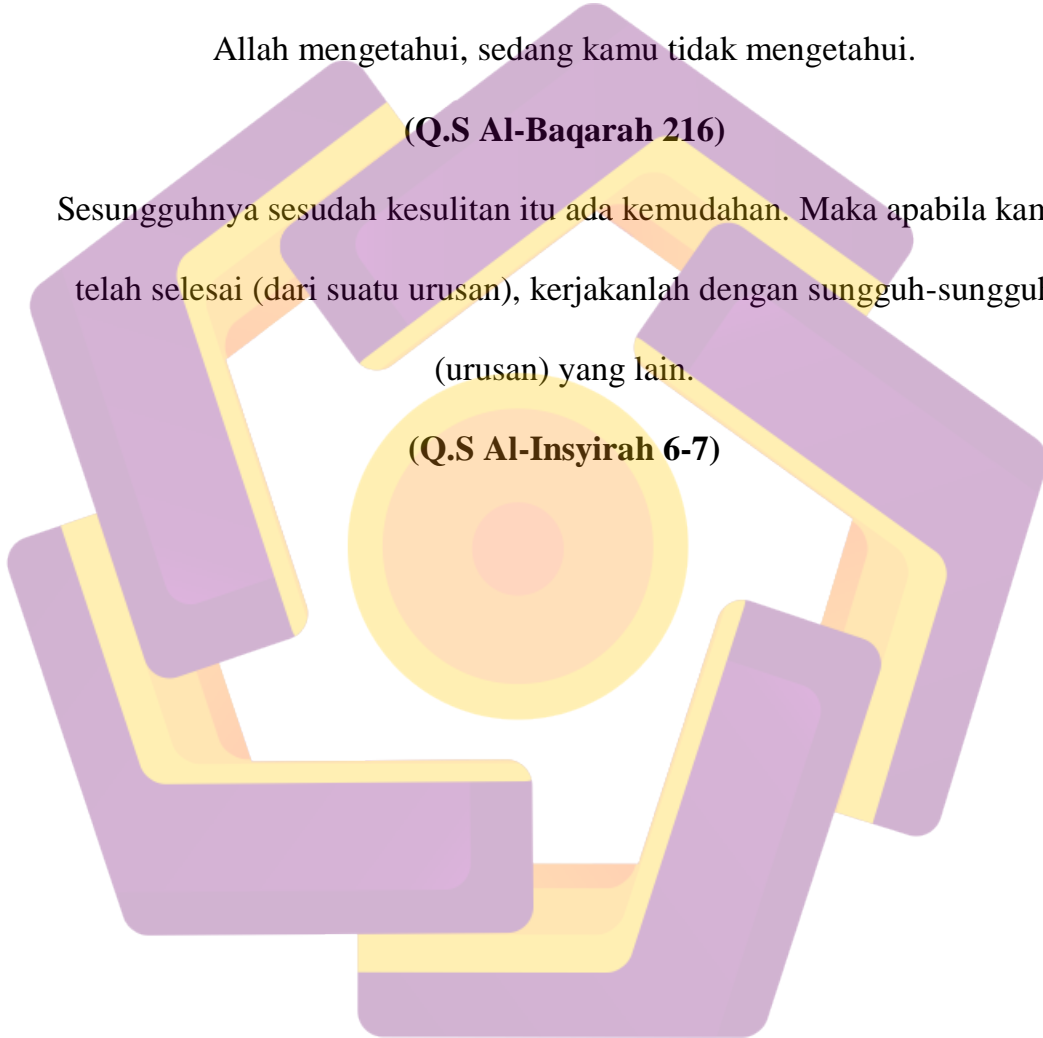 Allah mengetahui, sedang kamu tidak mengetahui.
(Q.S Al-Baqarah 216)
Sesungguhnya sesudah kesulitan itu ada kemudahan. Maka apabila
telah selesai (dari suatu urusan), kerjakanlah dengan
(urusan) yang lain.
(Q.S Al-Insyirah 6-7)